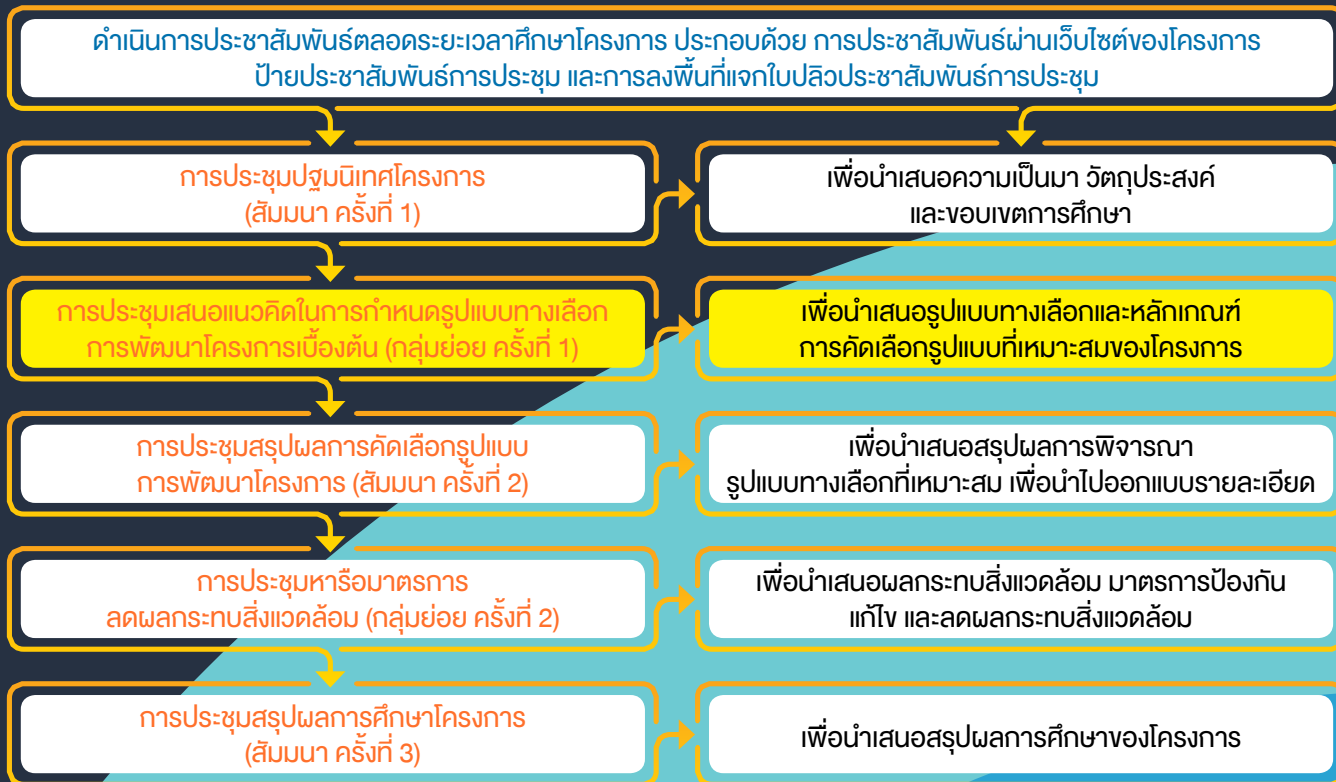 ดำเนินการประชาสัมพันธ์ตลอดระยะเวลาศึกษาโครงการ ประกอบด้วย การประชาสัมพันธ์ผ่านเว็บไซต์ของโครงการ
ป้ายประชาสัมพันธ์การประชุม และการลงพื้นที่แจกใบปลิวประชาสัมพันธ์การประชุม
การประชุมปฐมนิเทศโครงการ
(สัมมนา ครั้งที่ 1)
เพื่อนำเสนอความเป็นมา วัตถุประสงค์
และขอบเขตการศึกษา
การประชุมเสนอแนวคิดในการกำหนดรูปแบบทางเลือก
การพัฒนาโครงการเบื้องต้น (กลุ่มย่อย ครั้งที่ 1)
เพื่อนำเสนอรูปแบบทางเลือกและหลักเกณฑ์
การคัดเลือกรูปแบบที่เหมาะสมของโครงการ
การประชุมสรุปผลการคัดเลือกรูปแบบ
การพัฒนาโครงการ (สัมมนา ครั้งที่ 2)
เพื่อนำเสนอสรุปผลการพิจารณา
รูปแบบทางเลือกที่เหมาะสม เพื่อนำไปออกแบบรายละเอียด
การประชุมหารือมาตรการ
ลดผลกระทบสิ่งแวดล้อม (กลุ่มย่อย ครั้งที่ 2)
เพื่อนำเสนอผลกระทบสิ่งแวดล้อม มาตรการป้องกัน
แก้ไข และลดผลกระทบสิ่งแวดล้อม
การประชุมสรุปผลการศึกษาโครงการ
(สัมมนา ครั้งที่ 3)
เพื่อนำเสนอสรุปผลการศึกษาของโครงการ